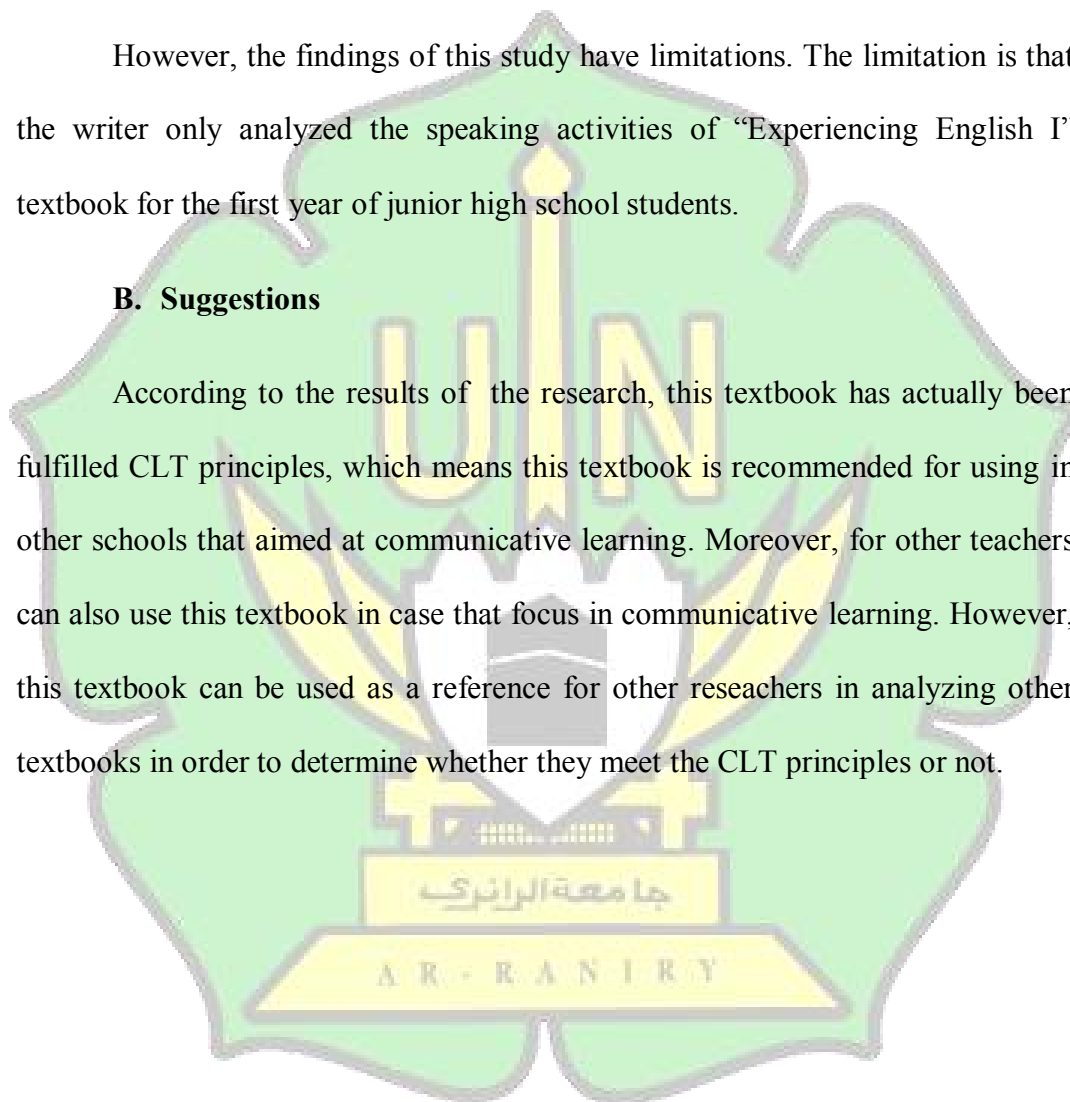 However, the findings of this study have limitations. The limitation is that
the writer only analyzed the speaking activities of “Experiencing English I”
textbook for the first year of junior high school students.
B. Suggestions
According to the results of the research, this textbook has actually been
fulfilled CLT principles, which means this textbook is recommended for using in
other schools that aimed at communicative learning. Moreover, for other teachers
can also use this textbook in case that focus in communicative learning. However,
this textbook can be used as a reference for other reseachers in analyzing other
textbooks in order to determine whether they meet the CLT principles or not.
UIN
جامعة الرانري
AR-RANIRY